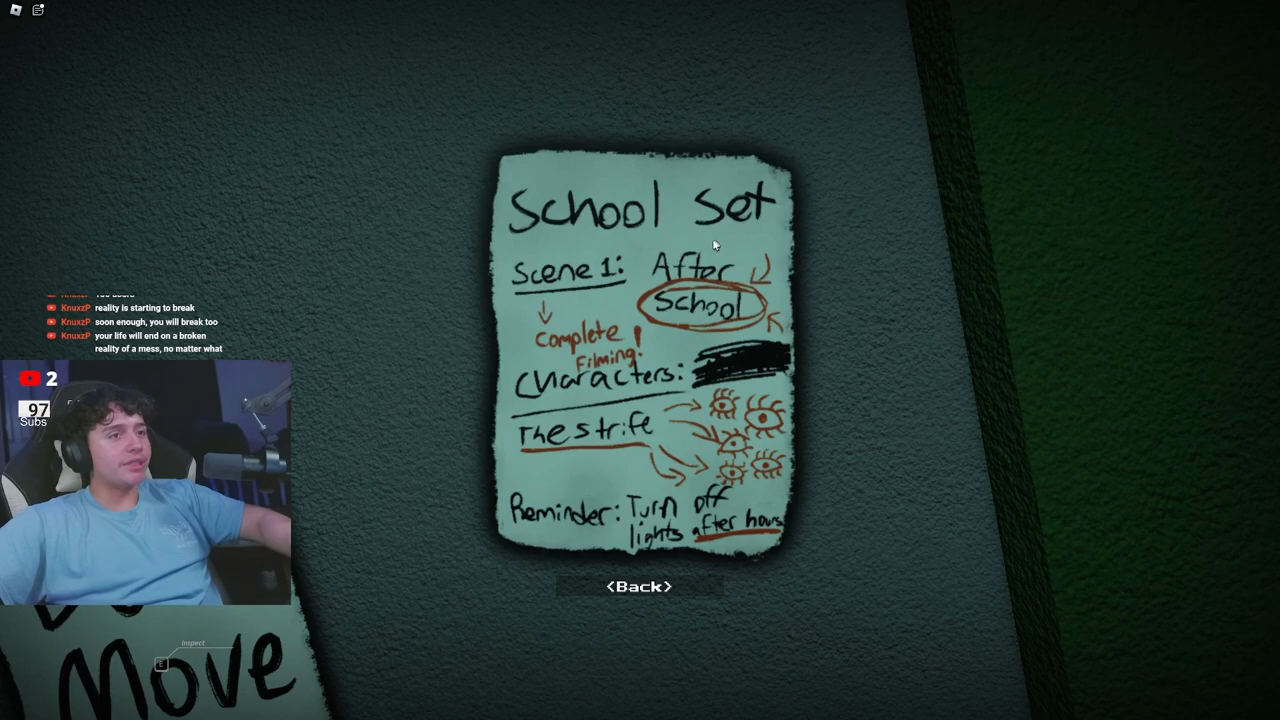 School Set
Scene 1: After
School
Complete
Filming!
Characters:
The strife
Reminder: Turn off
lights after hours
<Back>
KnuxzP reality is starting to break
KnuxzP soon enough, you will break too
KnuxzP your life will end on a broken
reality of a mess, no matter what
2
97
Subs
Inspect
E
Move